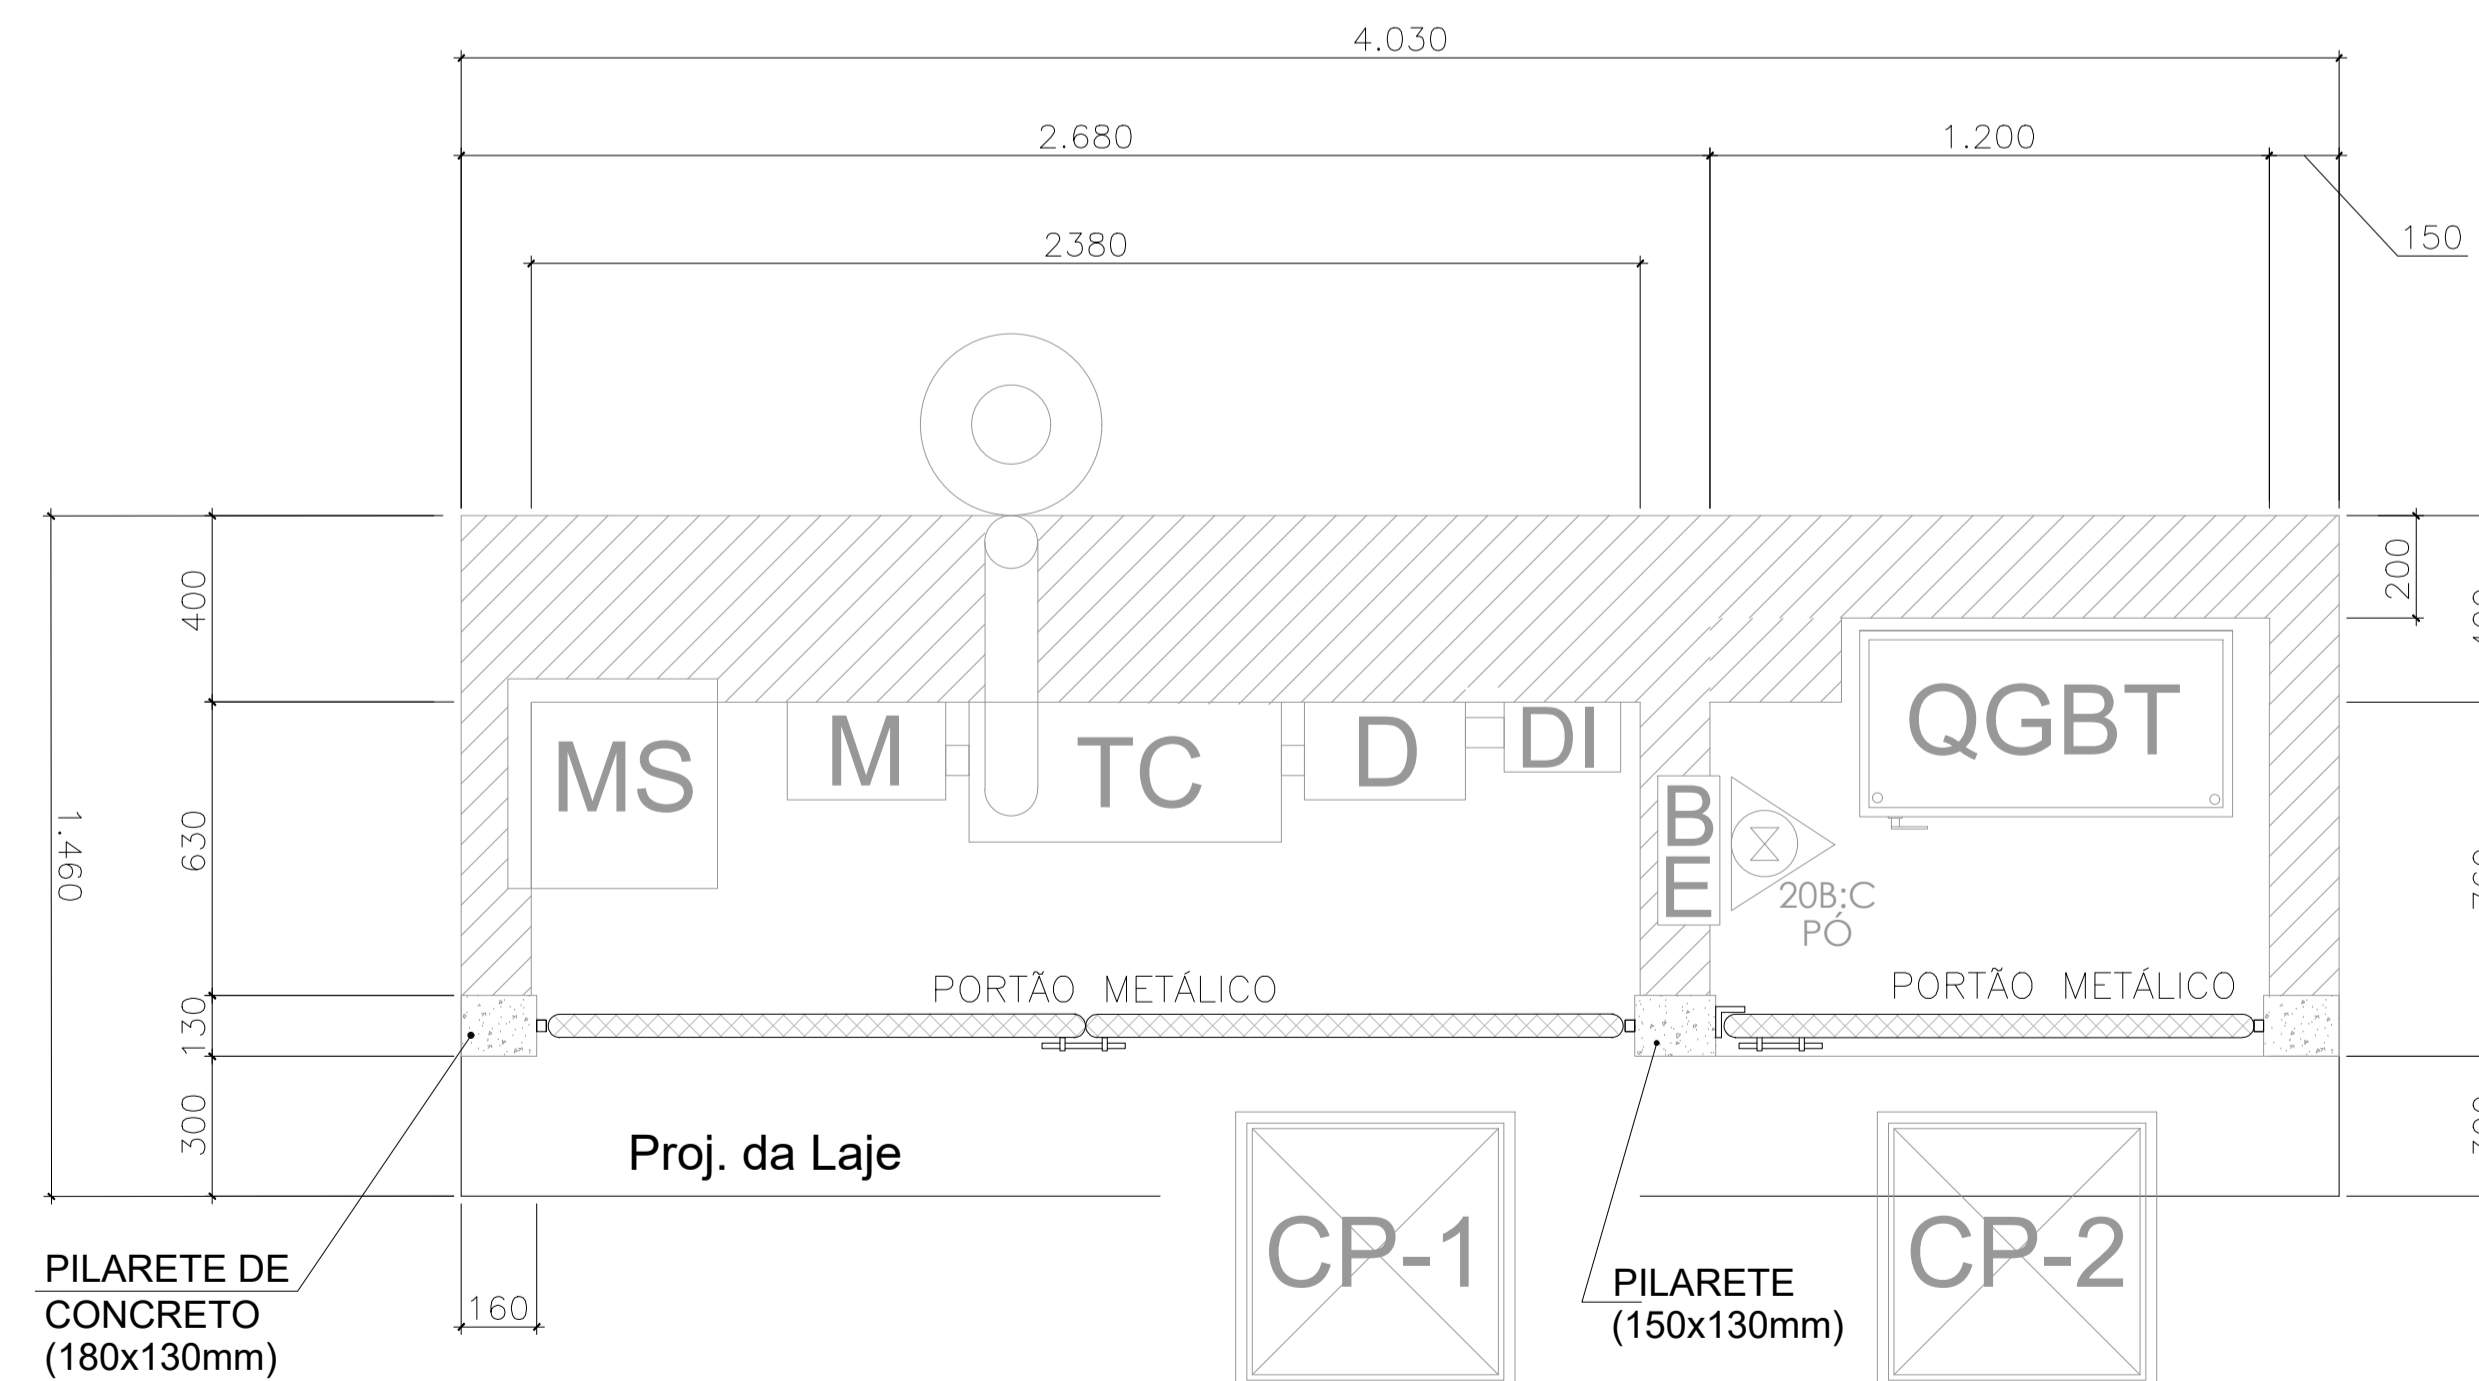 4.030
2.680
1.200
2380
150
400
200
630
1.460
130
300
MS
M
TC
D
DI
QGBT
B
E
20B:C
PÓ
PORTÃO METÁLICO
PORTÃO METÁLICO
Proj. da Laje
CP-1
CP-2
PILARETE DE
CONCRETO
(180x130mm)
160
PILARETE
(150x130mm)